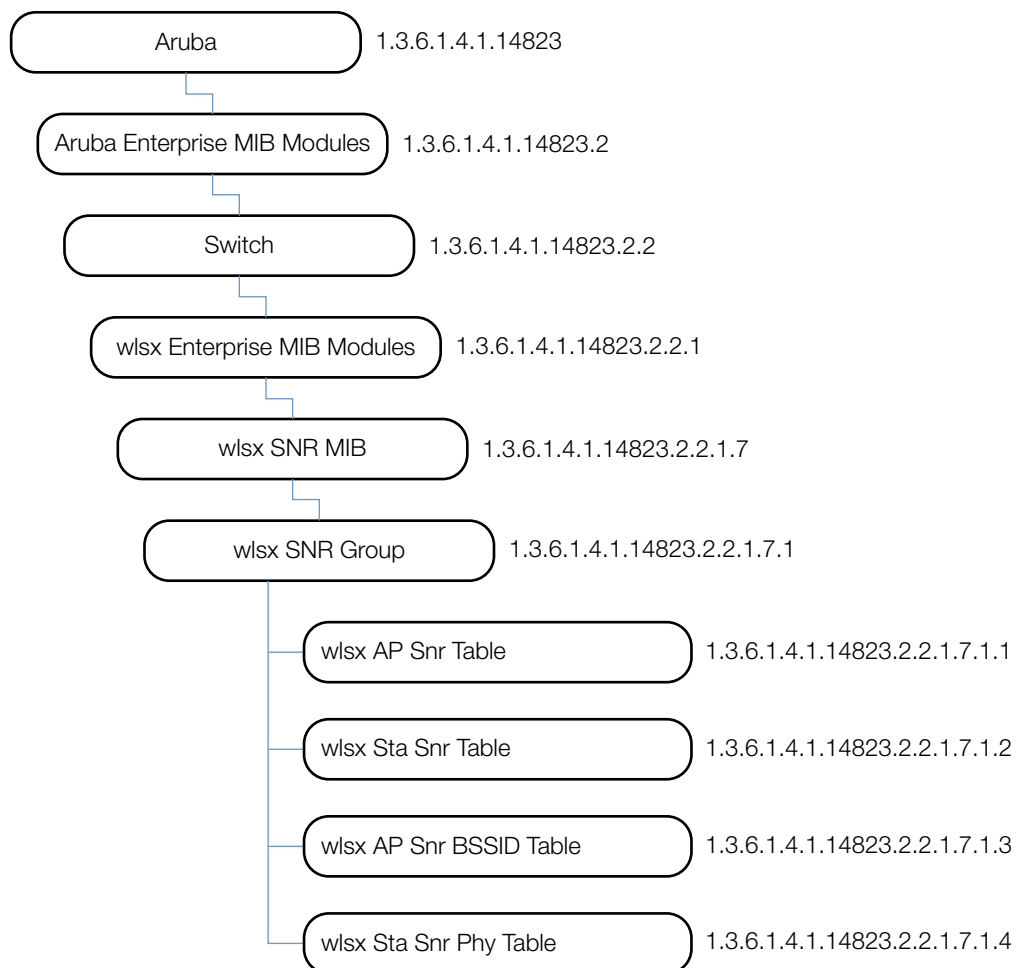 Aruba 1.3.6.1.4.1.14823
Aruba Enterprise MIB Modules 1.3.6.1.4.1.14823.2
Switch 1.3.6.1.4.1.14823.2.2
wlsx Enterprise MIB Modules 1.3.6.1.4.1.14823.2.2.1
wlsx SNR MIB 1.3.6.1.4.1.14823.2.2.1.7
wlsx SNR Group 1.3.6.1.4.1.14823.2.2.1.7.1
wlsx AP Snr Table 1.3.6.1.4.1.14823.2.2.1.7.1.1
wlsx Sta Snr Table 1.3.6.1.4.1.14823.2.2.1.7.1.2
wlsx AP Snr BSSID Table 1.3.6.1.4.1.14823.2.2.1.7.1.3
wlsx Sta Snr Phy Table 1.3.6.1.4.1.14823.2.2.1.7.1.4